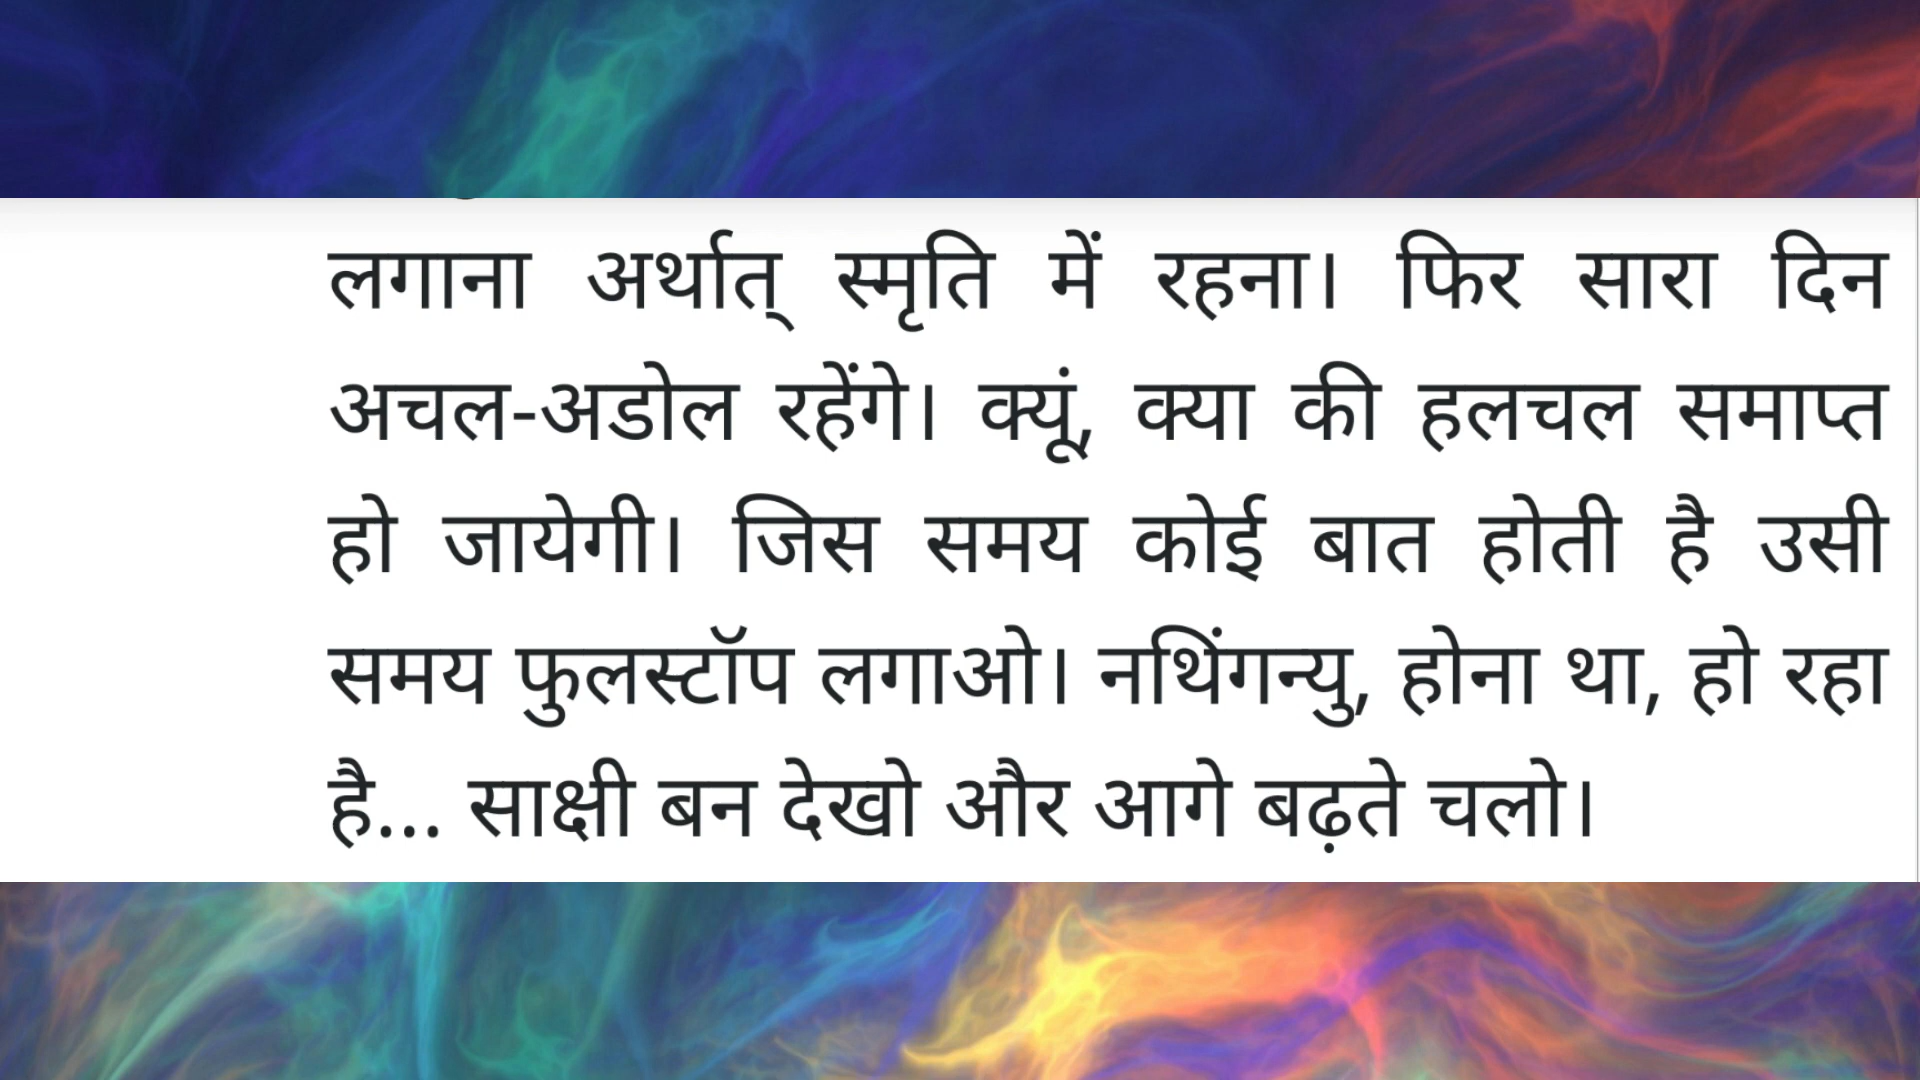 लगाना अर्थात् स्मृति में रहना। फिर सारा दिन
अचल-अडोल रहेंगे। क्यूं, क्या की हलचल समाप्त
हो जायेगी। जिस समय कोई बात होती है उसी
समय फुलस्टॉप लगाओ। नथिंगन्यु, होना था, हो रहा
है... साक्षी बन देखो और आगे बढ़ते चलो।